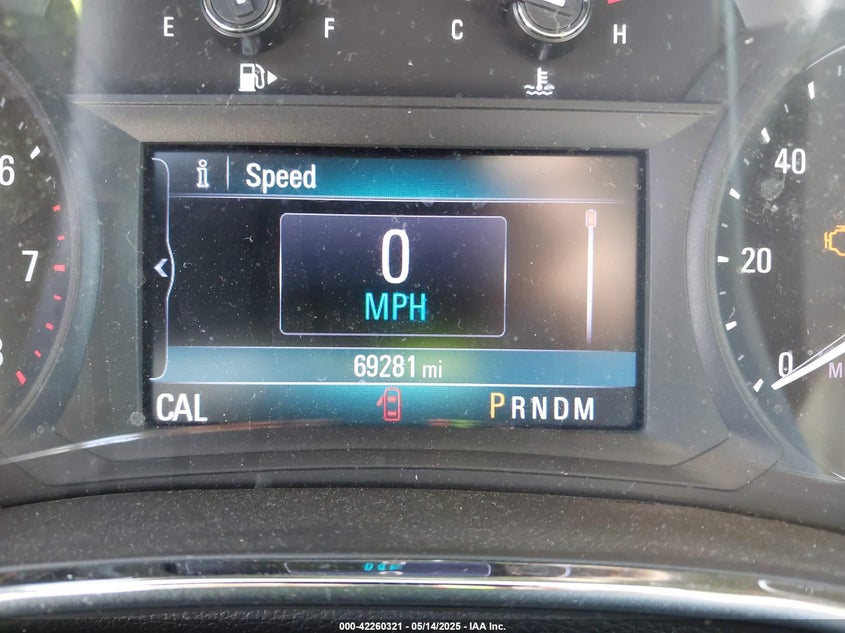 E F C H
6
7
8
i Speed
0
MPH
69281 mi
CAL PRNDM
40
20
0
000-42260321 | 05/14/2025 - IAA Inc.